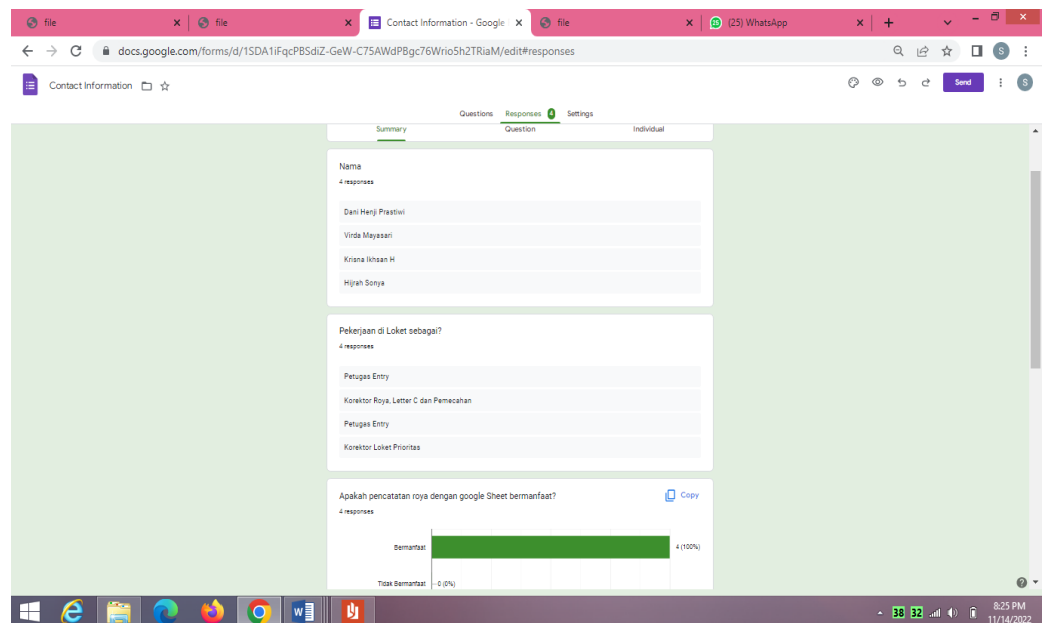 file
file
Contact Information - Google
file
(25) WhatsApp
docs.google.com/forms/d/1SDA1iFqcPBSdiZ-GeW-C75AWdPBgc76Wrio5h2TRiaM/edit#responses
S
Contact Information
Send
S
Questions Responses 4 Settings
Summary Question Individual
Nama
4 responses
Dani Henji Prastiwi
Virda Mayasari
Krisna Ikhsan H
Hijrah Sonya
Pekerjaan di Loket sebagai?
4 responses
Petugas Entry
Korektor Roya, Letter C dan Pemecahan
Petugas Entry
Korektor Loket Prioritas
Apakah pencatatan roya dengan google Sheet bermanfaat?
Copy
4 responses
Bermanfaat 4 (100%)
Tidak Bermanfaat 0 (0%)
38 32
8:25 PM
11/14/2022